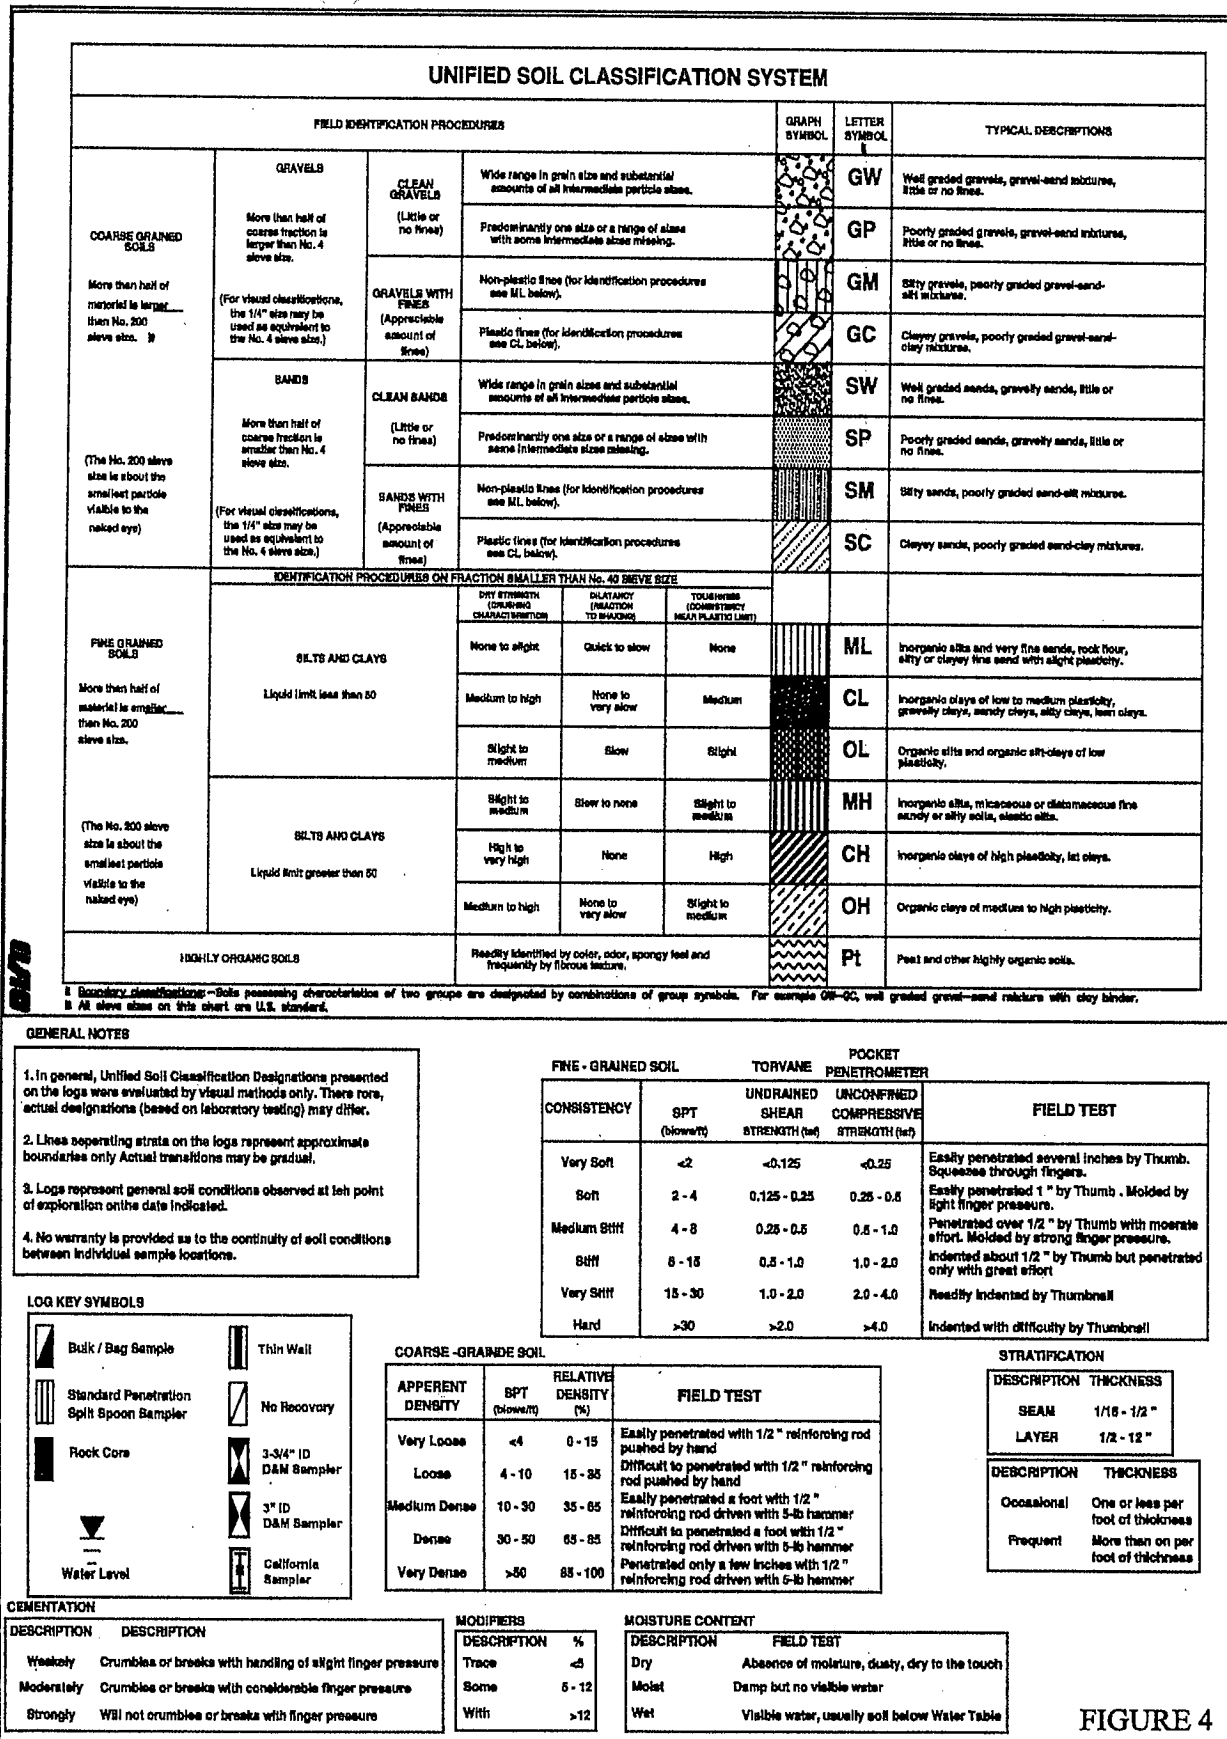 UNIFIED SOIL CLASSIFICATION SYSTEM
FIELD IDENTIFICATION PROCEDURES
GRAPH
SYMBOL
LETTER
SYMBOL
TYPICAL DESCRIPTIONS
COARSE GRAINED
SOILS
More than half of
material is larger
than No. 200
sieve size. ※
(The No. 200 sieve
size is about the
smallest particle
visible to the
naked eye)
GRAVELS
More than half of
coarse fraction is
larger than No. 4
sieve size.
(For visual classifications,
the 1/4" size may be
used as equivalent to
the No. 4 sieve size.)
CLEAN
GRAVELS
(Little or
no fines)
Wide range in grain size and substantial
amounts of all intermediate particle sizes.
GW
Well graded gravels, gravel-sand mixtures,
little or no fines.
Predominantly one size or a range of sizes
with some intermediate sizes missing.
GP
Poorly graded gravels, gravel-sand mixtures,
little or no fines.
GRAVELS WITH
FINES
(Appreciable
amount of
fines)
Non-plastic fines (for identification procedures
see ML below).
GM
Silty gravels, poorly graded gravel-sand-
silt mixtures.
Plastic fines (for identification procedures
see CL below).
GC
Clayey gravels, poorly graded gravel-sand-
clay mixtures.
SANDS
More than half of
coarse fraction is
smaller than No. 4
sieve size.
(For visual classifications,
the 1/4" size may be
used as equivalent to
the No. 4 sieve size.)
CLEAN SANDS
(Little or
no fines)
Wide range in grain sizes and substantial
amounts of all intermediate particle sizes.
SW
Well graded sands, gravelly sands, little or
no fines.
Predominantly one size or a range of sizes with
some intermediate sizes missing.
SP
Poorly graded sands, gravelly sands, little or
no fines.
SANDS WITH
FINES
(Appreciable
amount of
fines)
Non-plastic fines (for identification procedures
see ML below).
SM
Silty sands, poorly graded sand-silt mixtures.
Plastic fines (for identification procedures
see CL below).
SC
Clayey sands, poorly graded sand-clay mixtures.
IDENTIFICATION PROCEDURES ON FRACTION SMALLER THAN No. 40 SIEVE SIZE
DRY STRENGTH
(CRUSHING
CHARACTERISTICS)
DILATANCY
(REACTION
TO SHAKING)
TOUGHNESS
(CONSISTENCY
NEAR PLASTIC LIMIT)
FINE GRAINED
SOILS
More than half of
material is smaller
than No. 200
sieve size.
(The No. 200 sieve
size is about the
smallest particle
visible to the
naked eye)
SILTS AND CLAYS
Liquid limit less than 50
None to slight
Quick to slow
None
ML
Inorganic silts and very fine sands, rock flour,
silty or clayey fine sand with slight plasticity.
Medium to high
None to
very slow
Medium
CL
Inorganic clays of low to medium plasticity,
gravelly clays, sandy clays, silty clays, lean clays.
Slight to
medium
Slow
Slight
OL
Organic silts and organic silt-clays of low
plasticity.
SILTS AND CLAYS
Liquid limit greater than 50
Slight to
medium
Slow to none
Slight to
medium
MH
Inorganic silts, micaceous or diatomaceous fine
sandy or silty soils, elastic silts.
High to
very high
None
High
CH
Inorganic clays of high plasticity, fat clays.
Medium to high
None to
very slow
Slight to
medium
OH
Organic clays of medium to high plasticity.
HIGHLY ORGANIC SOILS
Readily identified by color, odor, spongy feel and
frequently by fibrous texture.
Pt
Peat and other highly organic soils.
Boundary classifications:--Soils possessing characteristics of two groups are designated by combinations of group symbols. For example GW-GC, well graded gravel-sand mixture with clay binder.
All sieve sizes on this chart are U.S. standard.
GENERAL NOTES
1. In general, Unified Soil Classification Designations presented
on the logs were evaluated by visual methods only. There rore,
actual designations (based on laboratory testing) may differ.
2. Lines seperating strata on the logs represent approximate
boundaries only Actual transitions may be gradual.
3. Logs represent general soil conditions observed at teh point
of exploration onthe date indicated.
4. No warranty is provided as to the continuity of soil conditions
between individual sample locations.
FINE - GRAINED SOIL
TORVANE
POCKET
PENETROMETER
CONSISTENCY
SPT
(blows/ft)
UNDRAINED
SHEAR
STRENGTH (tsf)
UNCONFINED
COMPRESSIVE
STRENGTH (tsf)
FIELD TEST
Very Soft <2 <0.125 <0.25 Easily penetrated several inches by Thumb.
Squeezes through fingers.
Soft 2 - 4 0.125 - 0.25 0.25 - 0.5 Easily penetrated 1 " by Thumb . Molded by
light finger pressure.
Medium Stiff 4 - 8 0.25 - 0.5 0.5 - 1.0 Penetrated over 1/2 " by Thumb with moerate
effort. Molded by strong finger pressure.
Stiff 8 - 15 0.5 - 1.0 1.0 - 2.0 Indented about 1/2 " by Thumb but penetrated
only with great effort
Very Stiff 15 - 30 1.0 - 2.0 2.0 - 4.0 Readily indented by Thumbnail
Hard >30 >2.0 >4.0 Indented with difficulty by Thumbnail
LOG KEY SYMBOLS
Bulk / Bag Sample
Thin Wall
Standard Penetration
Split Spoon Sampler
No Recovery
Rock Core
3-3/4" ID
D&M Sampler
3" ID
D&M Sampler
Water Level
California
Sampler
COARSE -GRAINDE SOIL
APPERENT
DENSITY
SPT
(blows/ft)
RELATIVE
DENSITY
(%)
FIELD TEST
Very Loose <4 0 - 15 Easily penetrated with 1/2 " reinforcing rod
pushed by hand
Loose 4 - 10 15 - 35 Difficult to penetrated with 1/2 " reinforcing
rod pushed by hand
Medium Dense 10 - 30 35 - 65 Easily penetrated a foot with 1/2 "
reinforcing rod driven with 5-lb hammer
Dense 30 - 50 65 - 85 Difficult to penetrated a foot with 1/2 "
reinforcing rod driven with 5-lb hammer
Very Dense >50 85 - 100 Penetrated only a few inches with 1/2 "
reinforcing rod driven with 5-lb hammer
STRATIFICATION
DESCRIPTION THICKNESS
SEAM 1/16 - 1/2 "
LAYER 1/2 - 12 "
DESCRIPTION THICKNESS
Occasional One or less per
foot of thickness
Frequent More than on per
foot of thichness
CEMENTATION
DESCRIPTION DESCRIPTION
Weakely Crumbles or breaks with handling of slight finger pressure
Moderately Crumbles or breaks with considerable finger pressure
Strongly Will not crumbles or breaks with finger pressure
MODIFIERS
DESCRIPTION %
Trace <5
Some 5 - 12
With >12
MOISTURE CONTENT
DESCRIPTION FIELD TEST
Dry Absence of moisture, dusty, dry to the touch
Moist Damp but no visible water
Wet Visible water, usually soil below Water Table
FIGURE 4